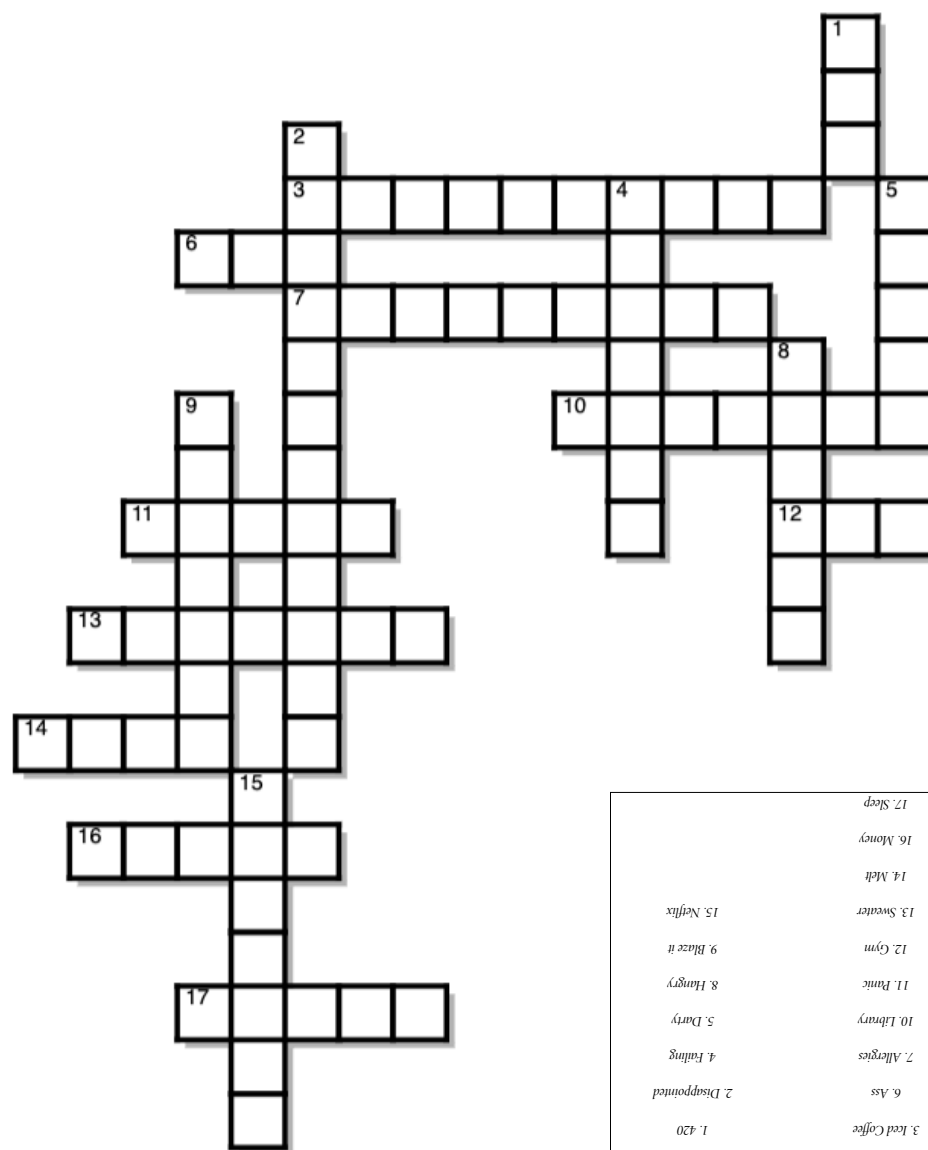 1
2
3 4 5
6
7
8
9 10
11 12
13
14
15
16
17
3. Iced Coffee 1. 420
6. Ass 2. Disappointed
7. Allergies 4. Failing
10. Library 5. Darty
11. Panic 8. Hangry
12. Gym 9. Blaze it
13. Sweater 15. Netflix
14. Melt
16. Money
17. Sleep